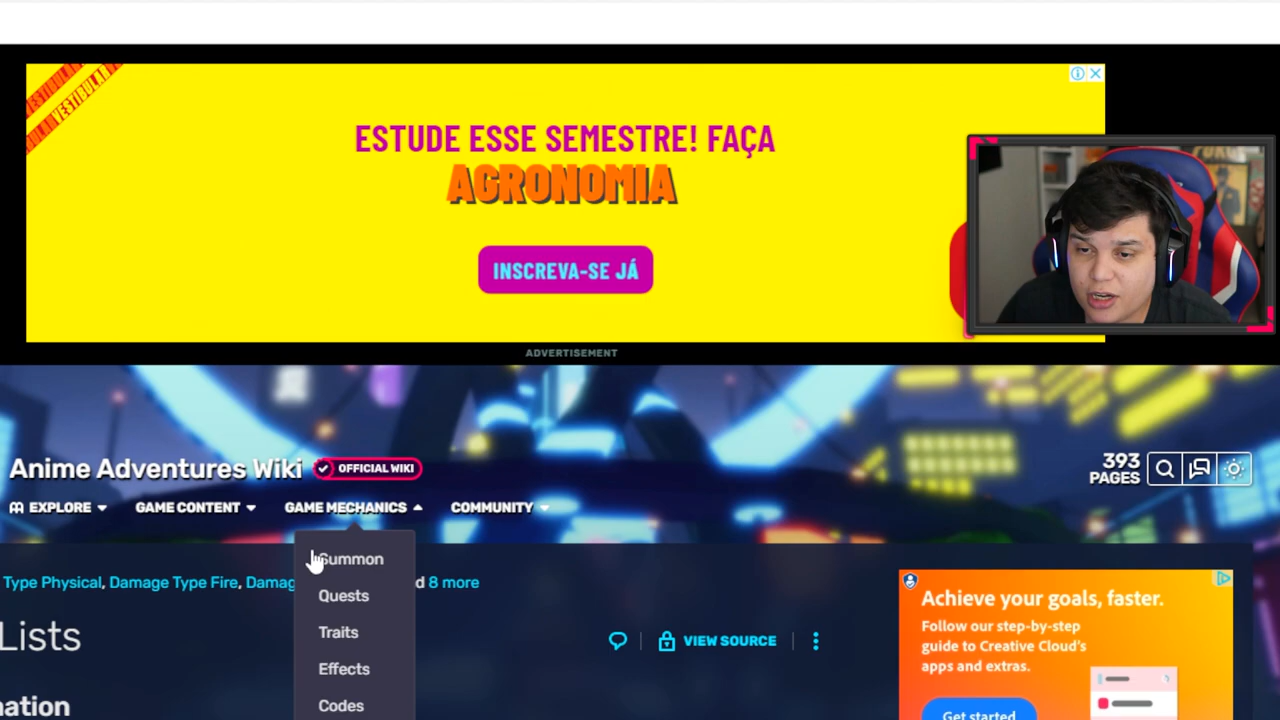 VESTIBULAR
ESTUDE ESSE SEMESTRE! FAÇA
AGRONOMIA
INSCREVA-SE JÁ
ADVERTISEMENT
Anime Adventures Wiki
OFFICIAL WIKI
393
PAGES
EXPLORE
GAME CONTENT
GAME MECHANICS
COMMUNITY
Summon
Quests
Traits
Effects
Codes
Type Physical, Damage Type Fire, Damag
d 8 more
Lists
VIEW SOURCE
nation
Achieve your goals, faster.
Follow our step-by-step
guide to Creative Cloud's
apps and extras.
Get started